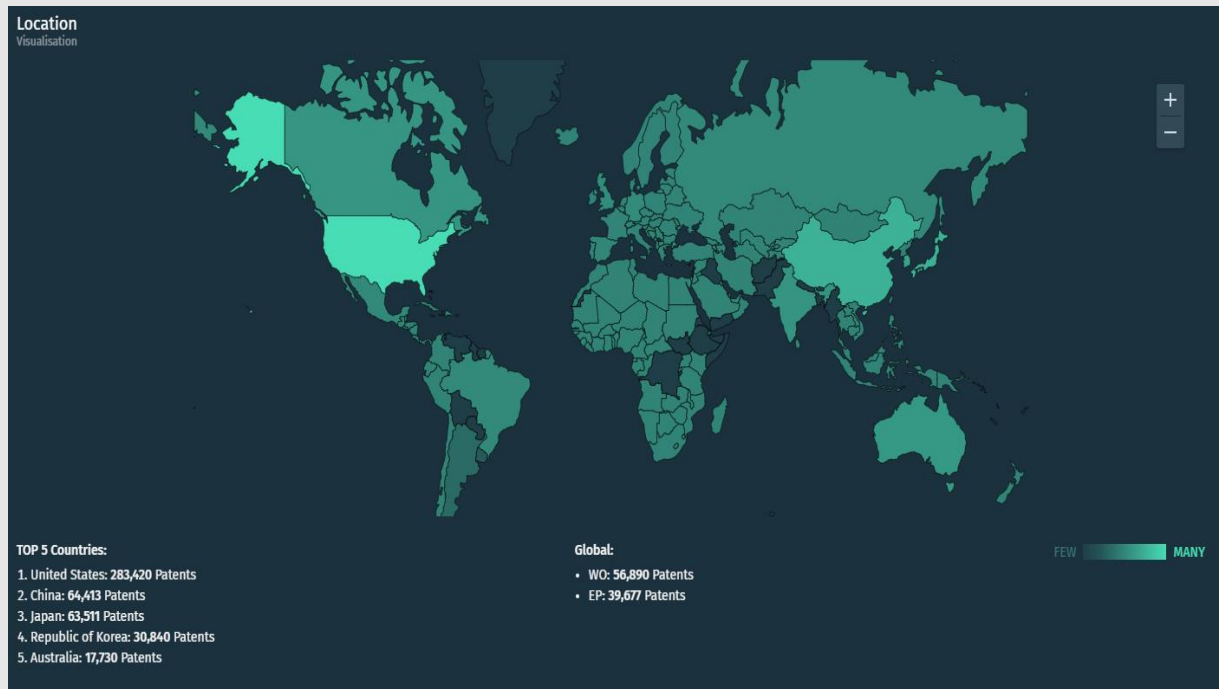 Location
Visualisation
+
−
TOP 5 Countries:
1. United States: 283,420 Patents
2. China: 64,413 Patents
3. Japan: 63,511 Patents
4. Republic of Korea: 30,840 Patents
5. Australia: 17,730 Patents
Global:
• WO: 56,890 Patents
• EP: 39,677 Patents
FEW MANY